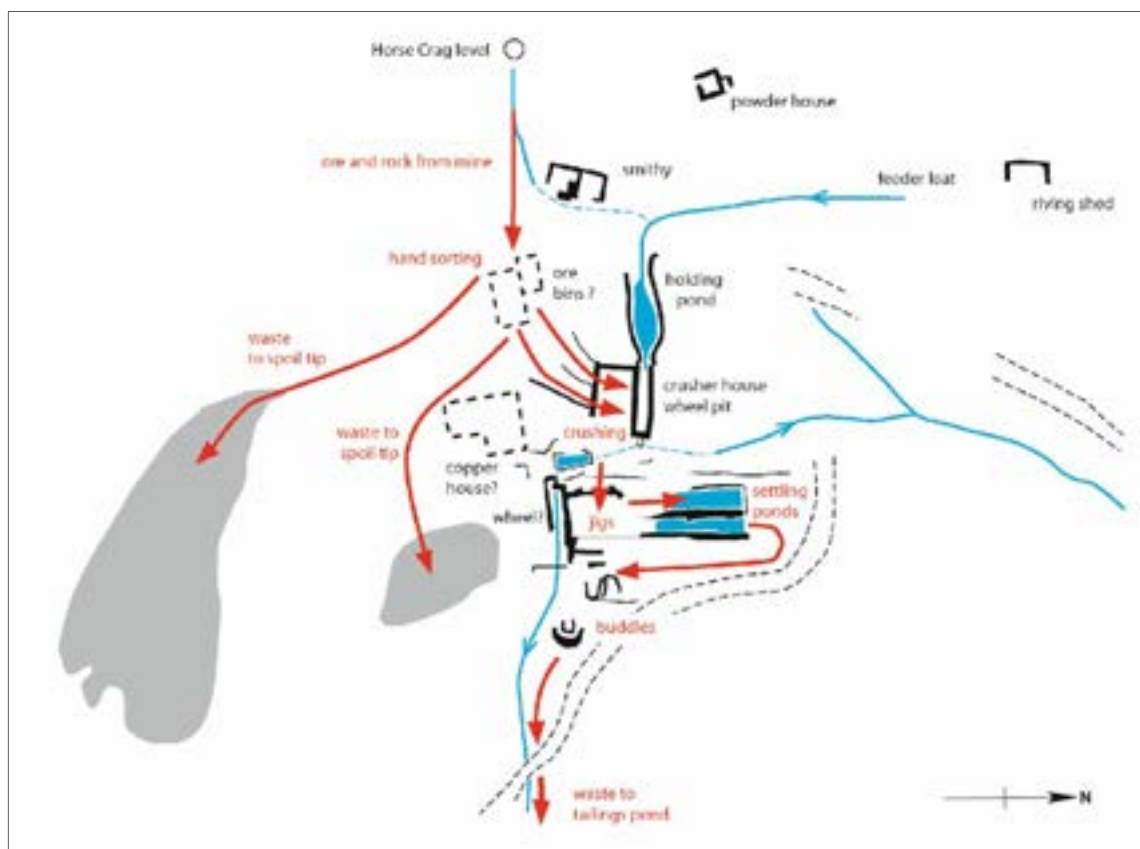 Horse Crag level
powder house
ore and rock from mine
smithy
feeder leat
riving shed
hand sorting
ore
bins ?
holding
pond
waste
to spoil tip
crusher house
wheel pit
waste to
spoil tip
crushing
copper
house?
settling
ponds
wheel?
jigs
buddles
waste to
tailings pond
N